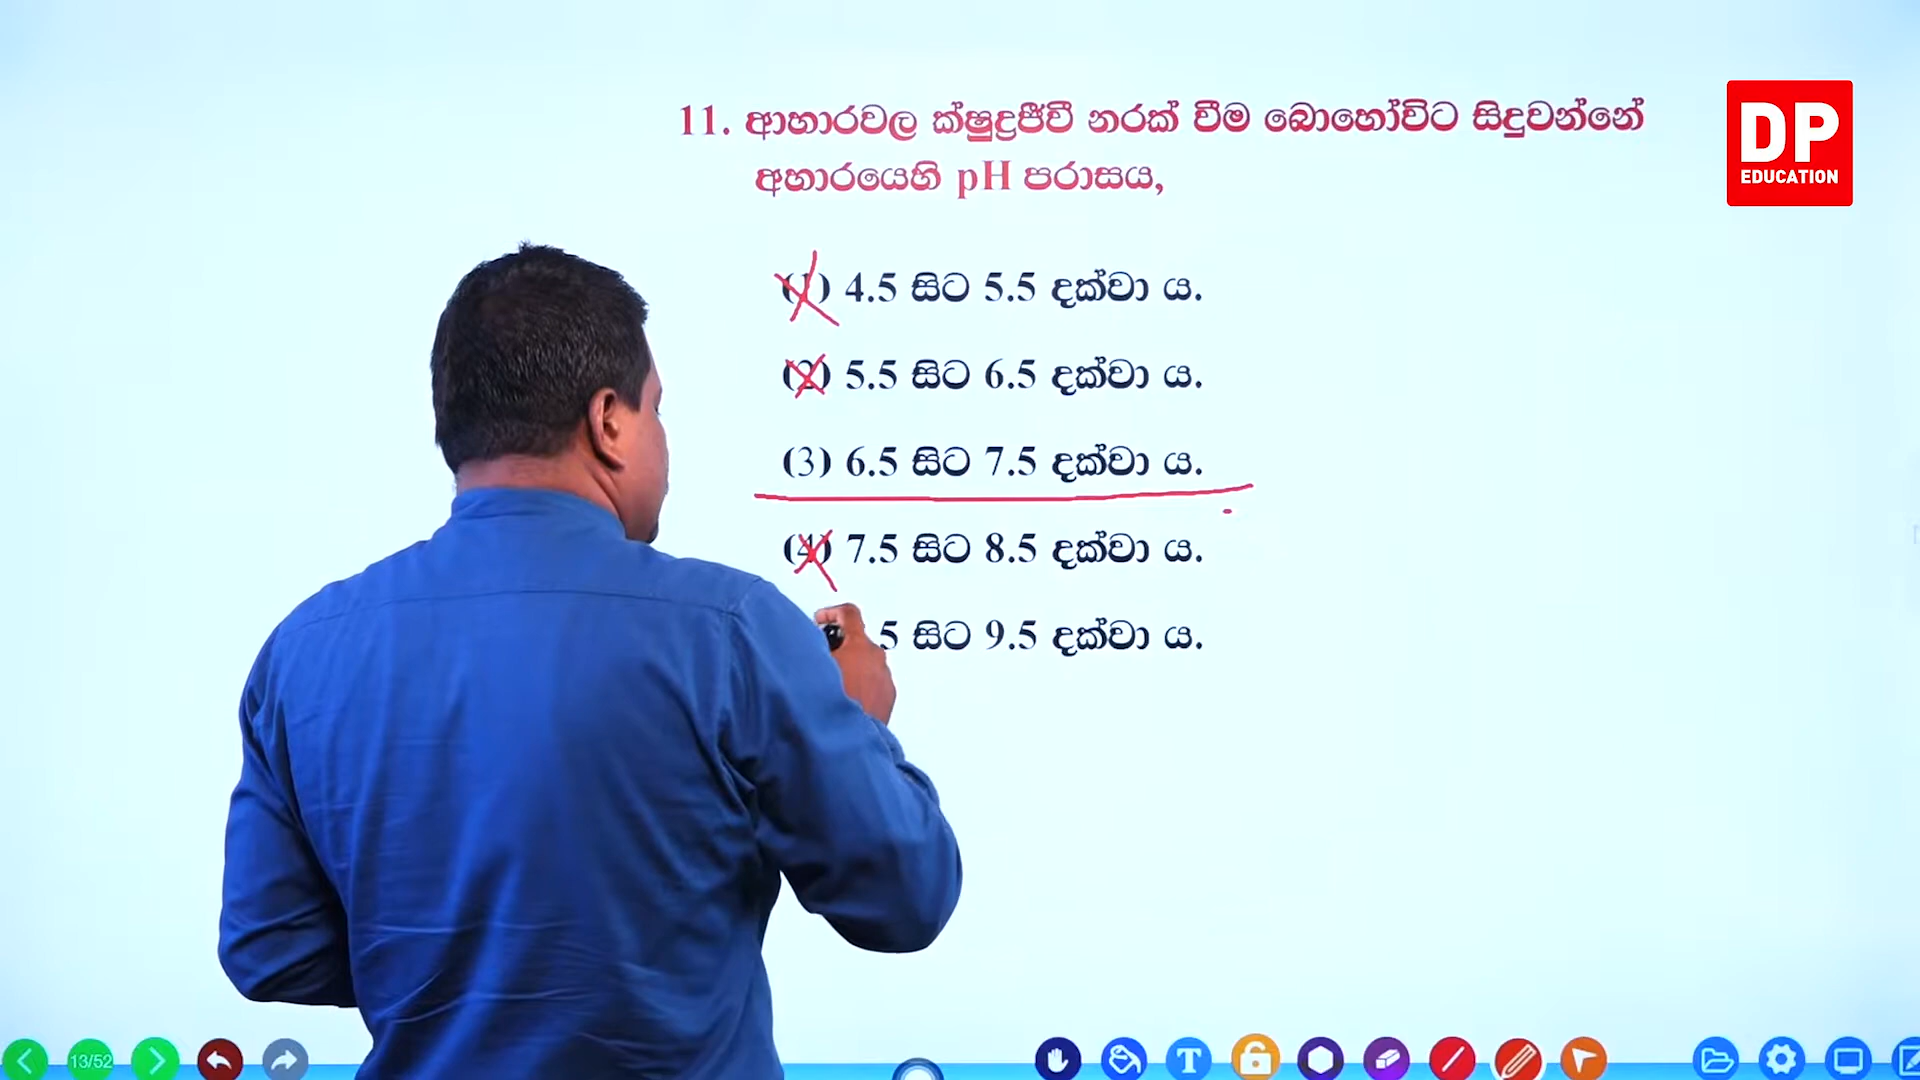 11. ආහාරවල ක්ෂුද්‍රජීවී නරක් වීම බොහෝවිට සිදුවන්නේ
අහාරයෙහි pH පරාසය,
(1) 4.5 සිට 5.5 දක්වා ය.
(2) 5.5 සිට 6.5 දක්වා ය.
(3) 6.5 සිට 7.5 දක්වා ය.
(4) 7.5 සිට 8.5 දක්වා ය.
.5 සිට 9.5 දක්වා ය.
DP
EDUCATION
13/52
T